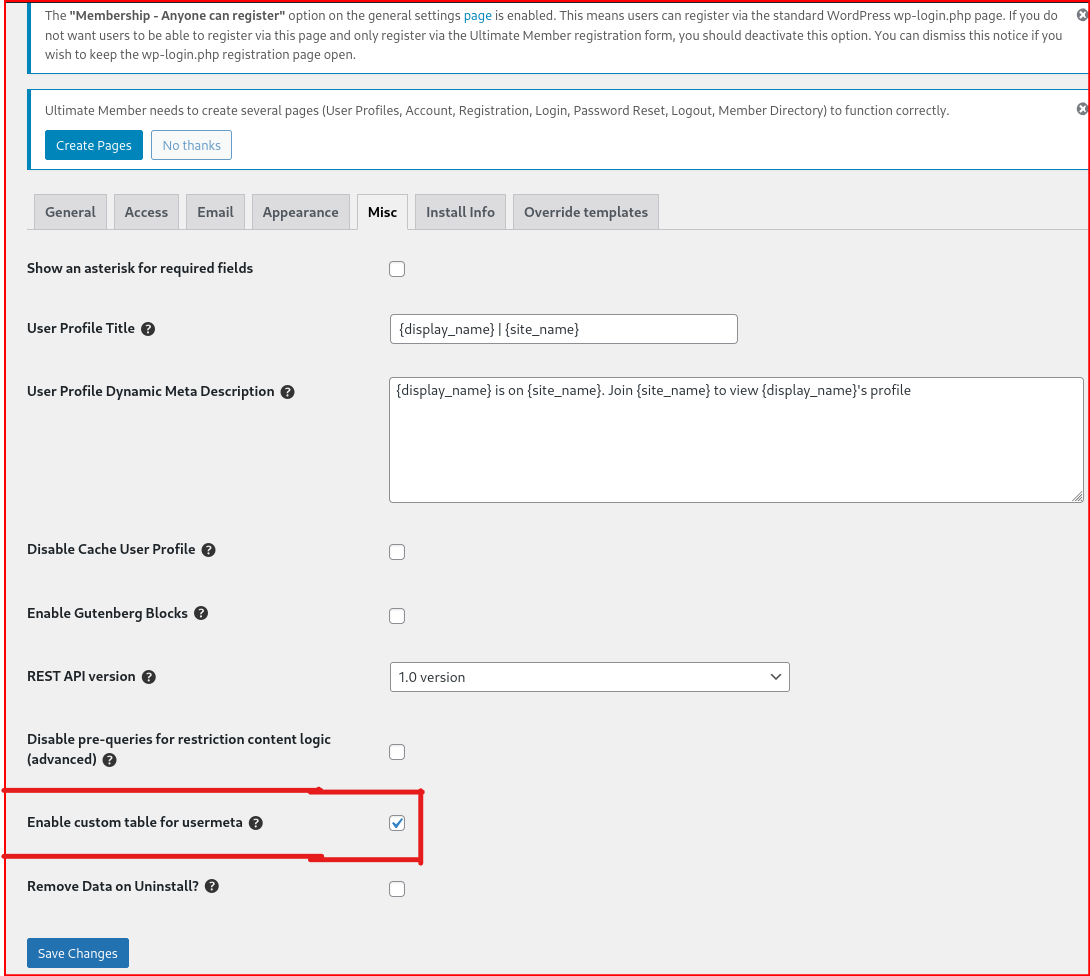 The "Membership - Anyone can register" option on the general settings page is enabled. This means users can register via the standard WordPress wp-login.php page. If you do
not want users to be able to register via this page and only register via the Ultimate Member registration form, you should deactivate this option. You can dismiss this notice if you
wish to keep the wp-login.php registration page open.
Ultimate Member needs to create several pages (User Profiles, Account, Registration, Login, Password Reset, Logout, Member Directory) to function correctly.
Create Pages No thanks
General Access Email Appearance Misc Install Info Override templates
Show an asterisk for required fields
User Profile Title ? {display_name} | {site_name}
User Profile Dynamic Meta Description ? {display_name} is on {site_name}. Join {site_name} to view {display_name}'s profile
Disable Cache User Profile ?
Enable Gutenberg Blocks ?
REST API version ? 1.0 version
Disable pre-queries for restriction content logic
(advanced) ?
Enable custom table for usermeta ?
Remove Data on Uninstall? ?
Save Changes